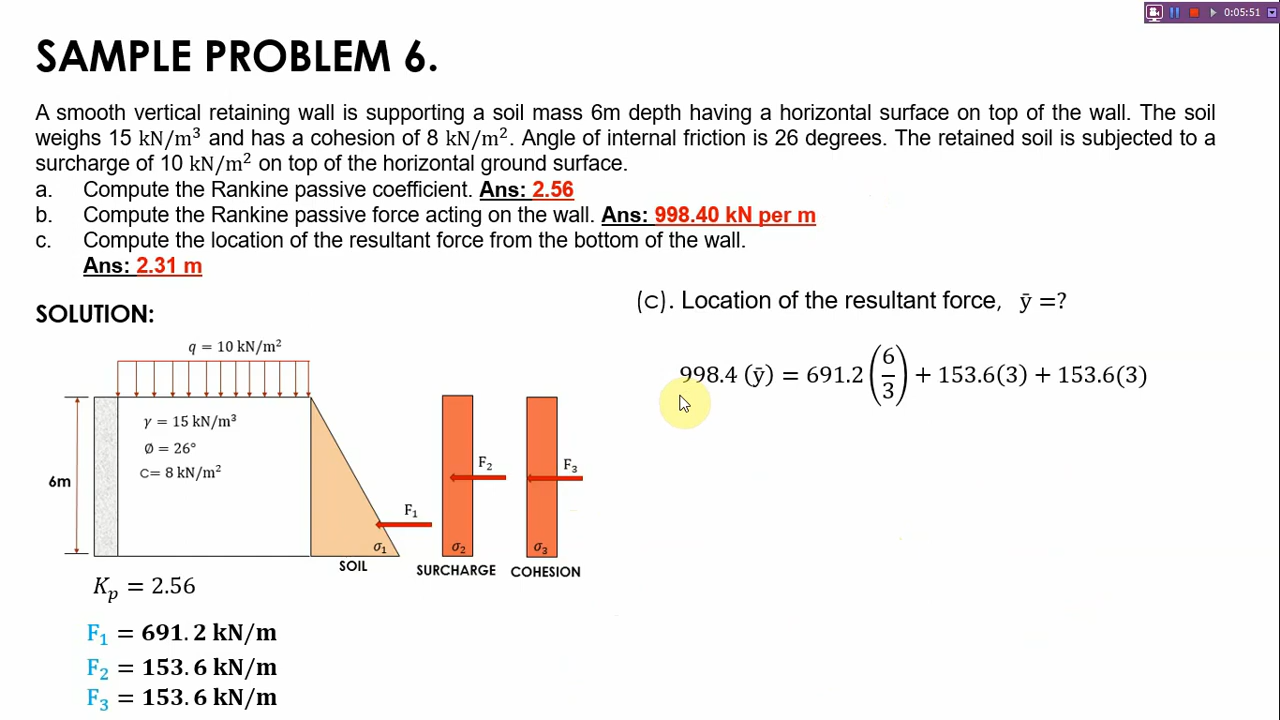 0:05:51
SAMPLE PROBLEM 6.
A smooth vertical retaining wall is supporting a soil mass 6m depth having a horizontal surface on top of the wall. The soil
weighs 15 kN/m³ and has a cohesion of 8 kN/m². Angle of internal friction is 26 degrees. The retained soil is subjected to a
surcharge of 10 kN/m² on top of the horizontal ground surface.
a. Compute the Rankine passive coefficient. Ans: 2.56
b. Compute the Rankine passive force acting on the wall. Ans: 998.40 kN per m
c. Compute the location of the resultant force from the bottom of the wall.
Ans: 2.31 m
SOLUTION:
(c). Location of the resultant force, ȳ =?
998.4 (ȳ) = 691.2 (6/3) + 153.6(3) + 153.6(3)
q = 10 kN/m²
γ = 15 kN/m³
Ø = 26°
C= 8 kN/m²
6m
F₁
F₂
F₃
σ₁
σ₂
σ₃
SOIL
SURCHARGE
COHESION
Kₚ = 2.56
F₁ = 691.2 kN/m
F₂ = 153.6 kN/m
F₃ = 153.6 kN/m